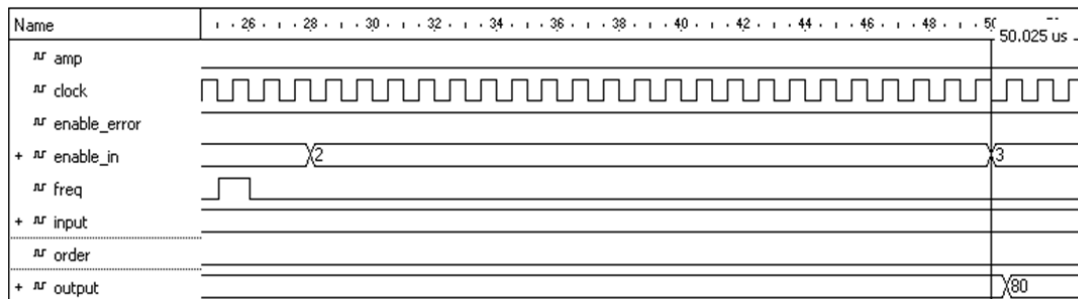 Name 26 28 30 32 34 36 38 40 42 44 46 48
50.025 us
amp
clock
enable_error
+ enable_in 2 3
freq
+ input
order
+ output 80